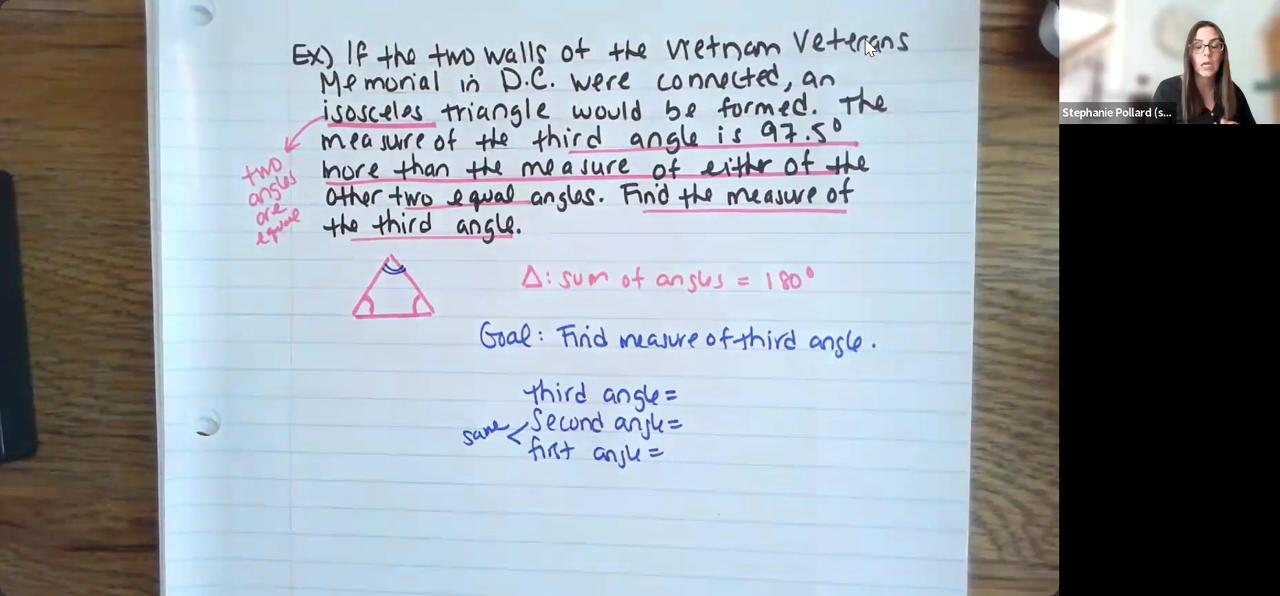 Ex) If the two walls of the Vietnam Veterans
Memorial in D.C. were connected, an
isosceles triangle would be formed. The
measure of the third angle is 97.5°
more than the measure of either of the
other two equal angles. Find the measure of
the third angle.
two
angles
are
equal
Δ: sum of angles = 180°
Goal: Find measure of third angle.
third angle =
same < second angle =
first angle =
Stephanie Pollard (s...